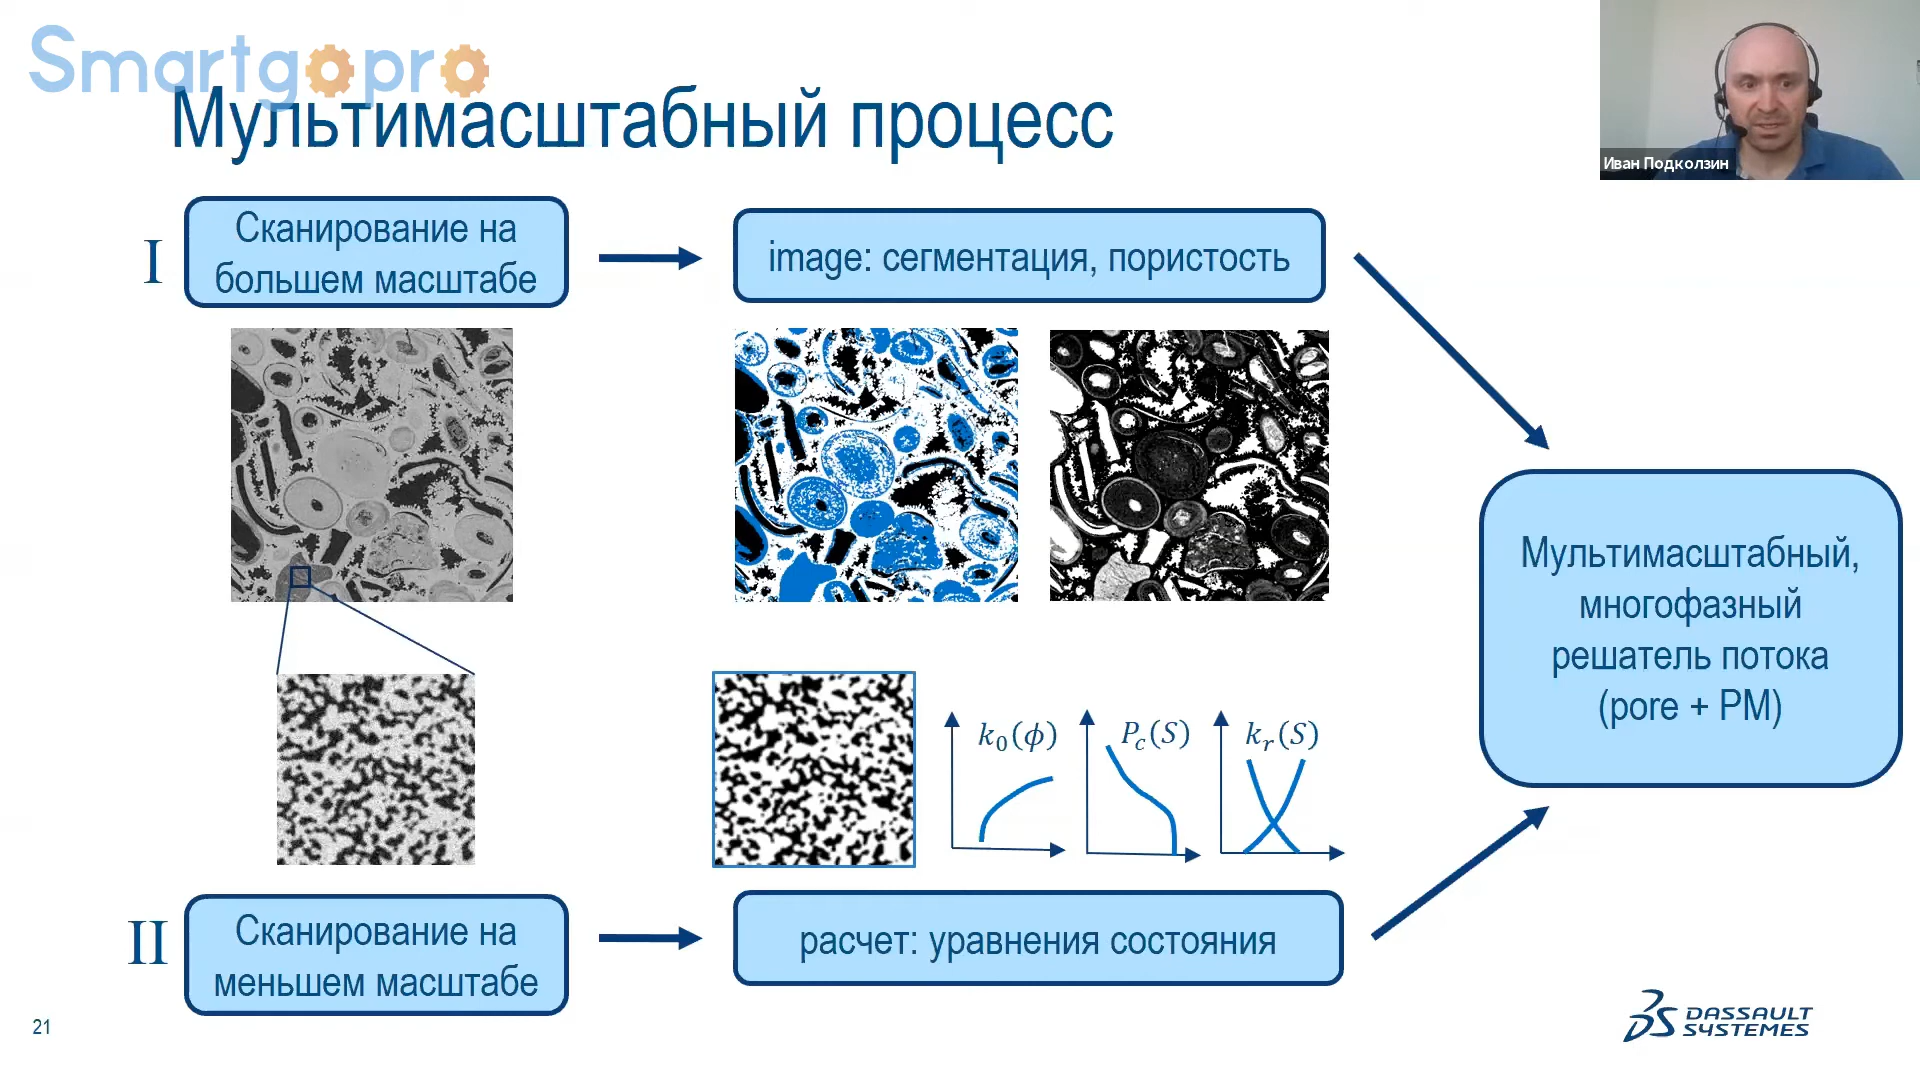 Smartgopro
Мультимасштабный процесс
Иван Подколзин
I
Сканирование на
большем масштабе
image: сегментация, пористость
Мультимасштабный,
многофазный
решатель потока
(pore + PM)
k₀(ϕ)
P_c(S)
k_r(S)
II
Сканирование на
меньшем масштабе
расчет: уравнения состояния
21
DASSAULT
SYSTEMES